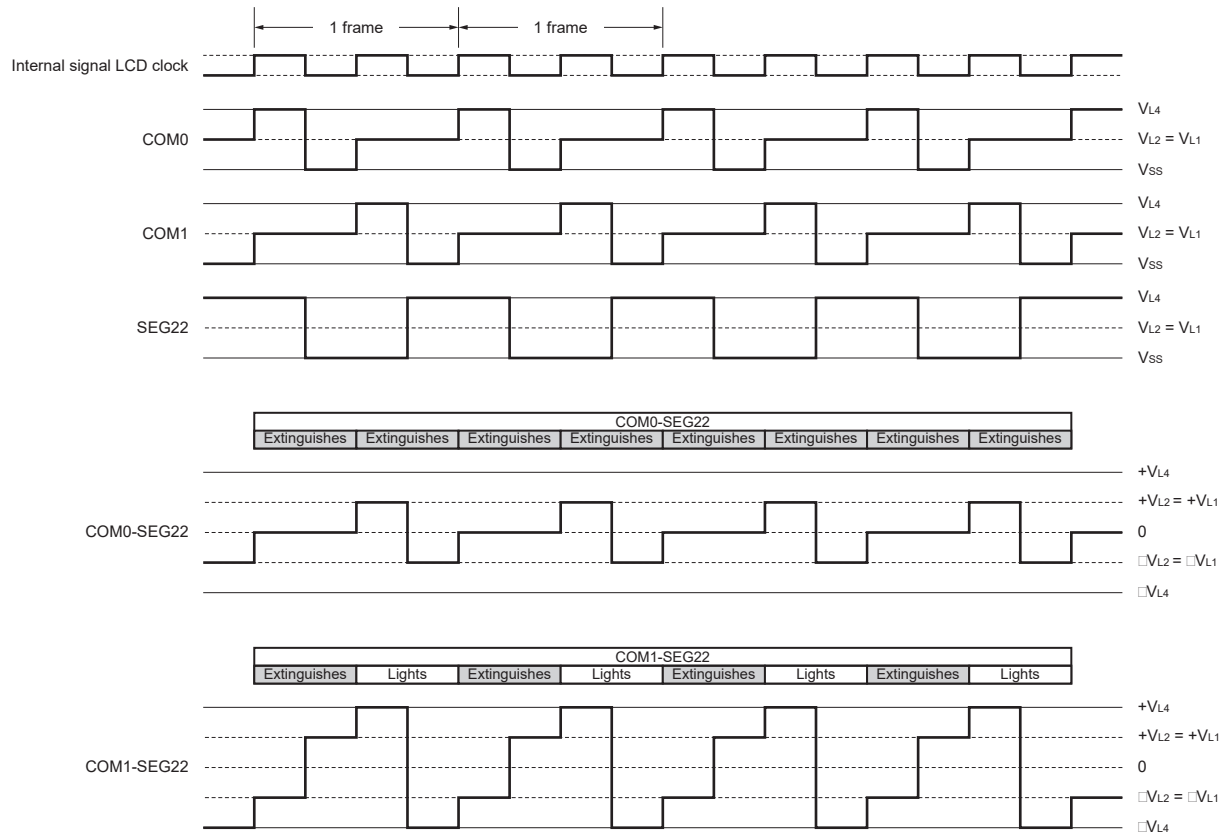 1 frame 1 frame
Internal signal LCD clock
VL4
COM0 VL2 = VL1
VSS
VL4
COM1 VL2 = VL1
VSS
VL4
SEG22 VL2 = VL1
VSS
COM0-SEG22
Extinguishes Extinguishes Extinguishes Extinguishes Extinguishes Extinguishes Extinguishes Extinguishes
+VL4
+VL2 = +VL1
COM0-SEG22 0
□VL2 = □VL1
□VL4
COM1-SEG22
Extinguishes Lights Extinguishes Lights Extinguishes Lights Extinguishes Lights
+VL4
+VL2 = +VL1
COM1-SEG22 0
□VL2 = □VL1
□VL4